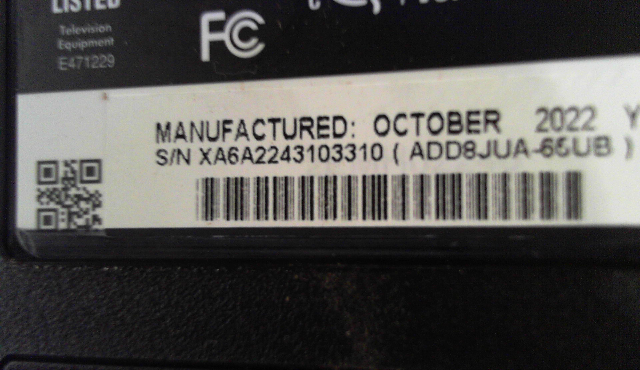 LISTED
Television
Equipment
E471229
FC
MANUFACTURED: OCTOBER 2022 Y
S/N XA6A2243103310 ( ADD8JUA-65UB )